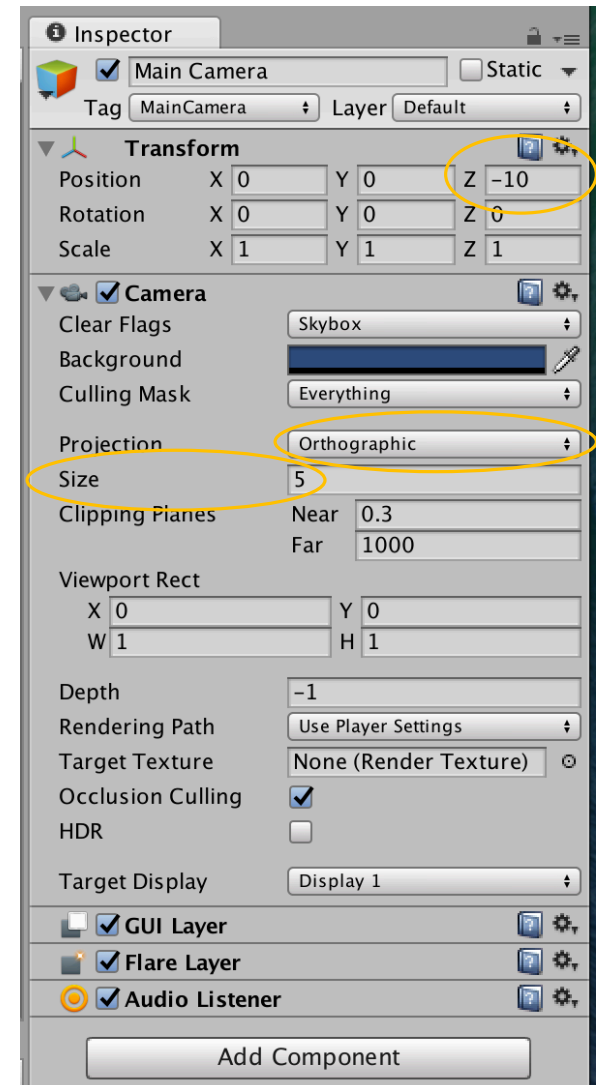 Inspector
Main Camera Static
Tag MainCamera Layer Default
Transform
Position X 0 Y 0 Z -10
Rotation X 0 Y 0 Z 0
Scale X 1 Y 1 Z 1
Camera
Clear Flags Skybox
Background
Culling Mask Everything
Projection Orthographic
Size 5
Clipping Planes Near 0.3
Far 1000
Viewport Rect
X 0 Y 0
W 1 H 1
Depth -1
Rendering Path Use Player Settings
Target Texture None (Render Texture)
Occlusion Culling
HDR
Target Display Display 1
GUI Layer
Flare Layer
Audio Listener
Add Component